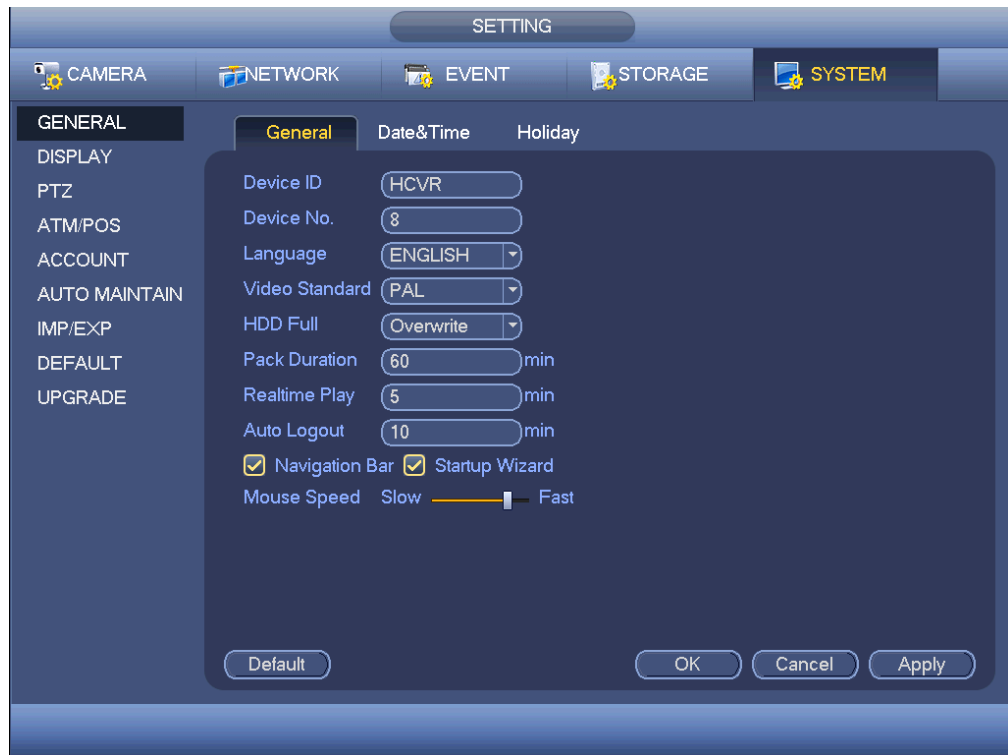 SETTING
CAMERA NETWORK EVENT STORAGE SYSTEM
GENERAL
DISPLAY
PTZ
ATM/POS
ACCOUNT
AUTO MAINTAIN
IMP/EXP
DEFAULT
UPGRADE
General Date&Time Holiday
Device ID HCVR
Device No. 8
Language ENGLISH
Video Standard PAL
HDD Full Overwrite
Pack Duration 60 min
Realtime Play 5 min
Auto Logout 10 min
Navigation Bar Startup Wizard
Mouse Speed Slow Fast
Default OK Cancel Apply